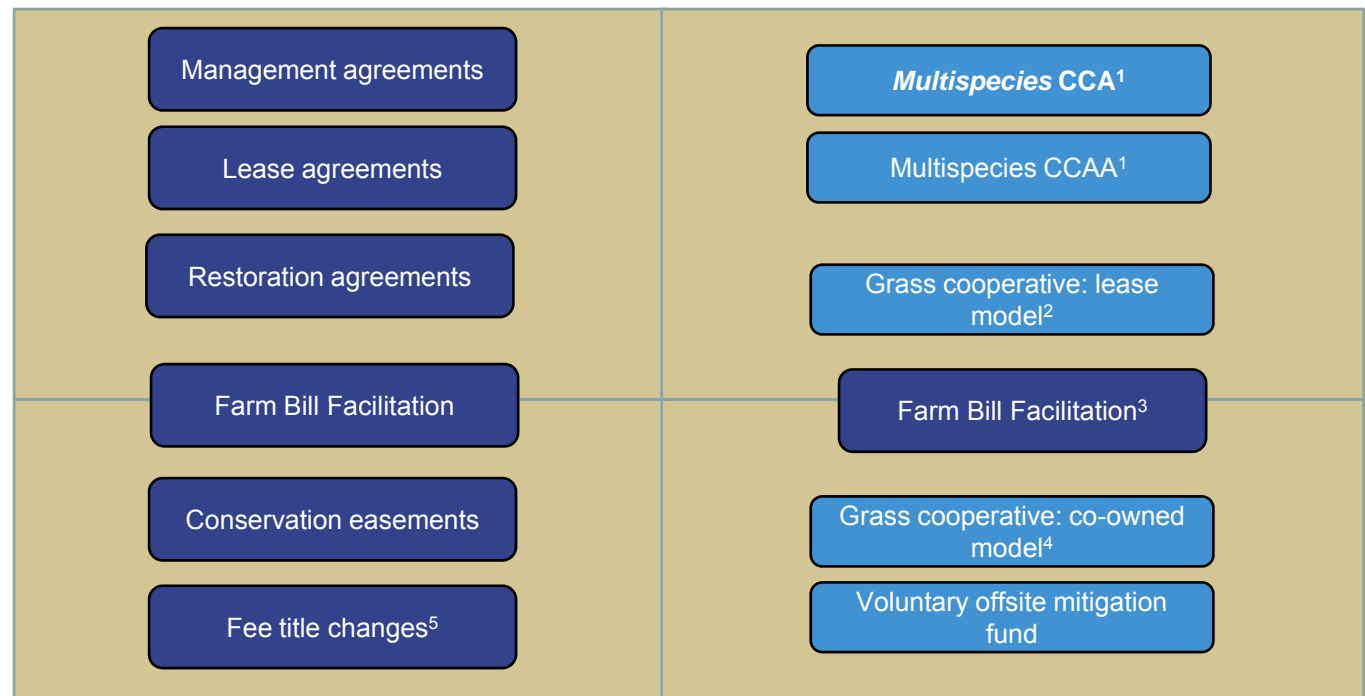 Management agreements
Lease agreements
Restoration agreements
Farm Bill Facilitation
Conservation easements
Fee title changes⁵
Multispecies CCA¹
Multispecies CCAA¹
Grass cooperative: lease
model²
Farm Bill Facilitation³
Grass cooperative: co-owned
model⁴
Voluntary offsite mitigation
fund